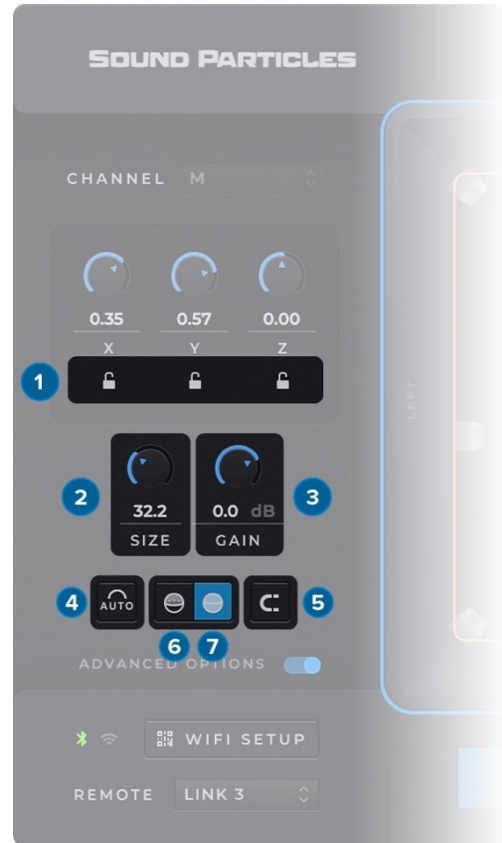 SOUND PARTICLES
CHANNEL M
0.35 0.57 0.00
X Y Z
1
LEFT
2 3
32.2 0.0 dB
SIZE GAIN
4 AUTO 5
6 7
ADVANCED OPTIONS
WIFI SETUP
REMOTE LINK 3